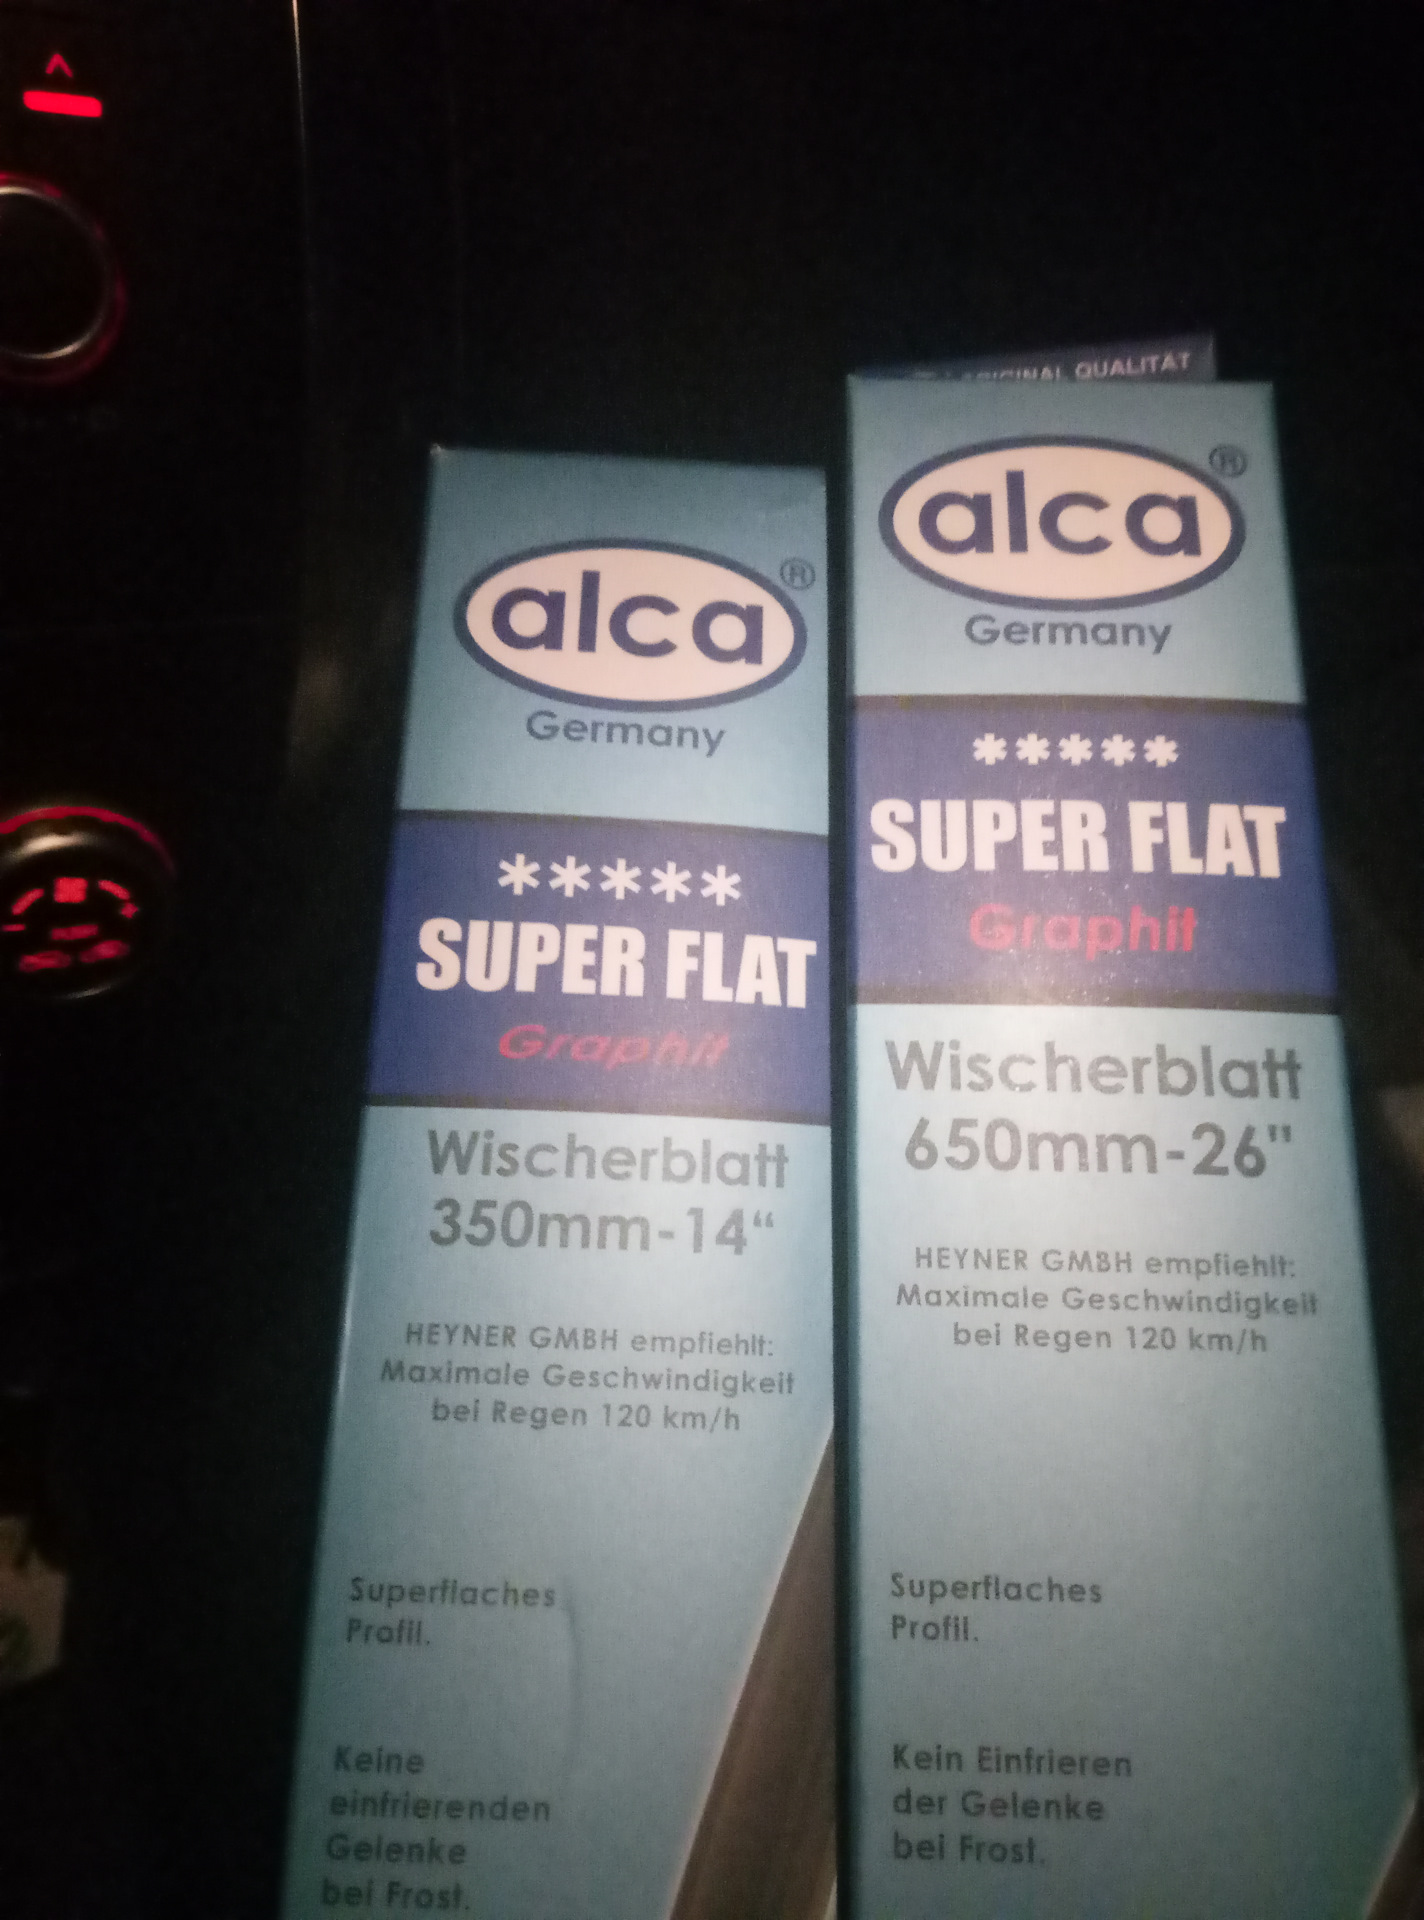 alca®
Germany
*****
SUPER FLAT
Graphit
Wischerblatt
350mm-14“
HEYNER GMBH empfiehlt:
Maximale Geschwindigkeit
bei Regen 120 km/h
Superflaches
Profil.
Keine
einfrierenden
Gelenke
bei Frost.
ORIGINAL QUALITÄT
alca®
Germany
*****
SUPER FLAT
Graphit
Wischerblatt
650mm-26"
HEYNER GMBH empfiehlt:
Maximale Geschwindigkeit
bei Regen 120 km/h
Superflaches
Profil.
Kein Einfrieren
der Gelenke
bei Frost.